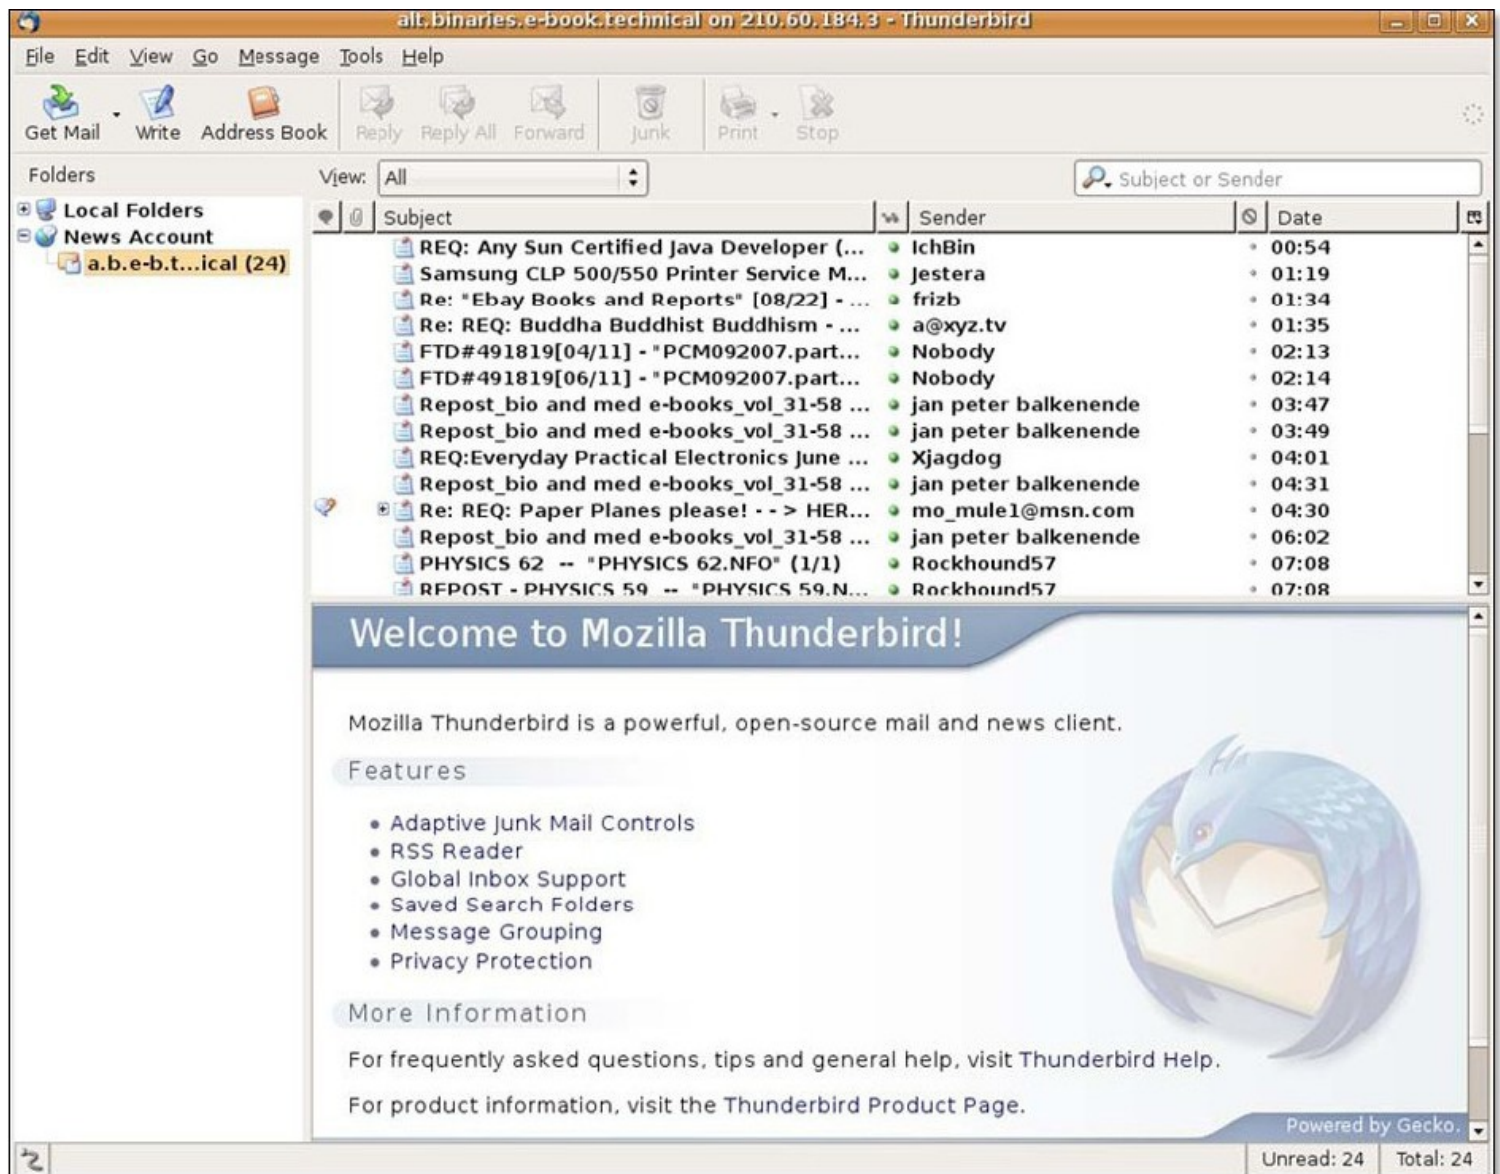 alt.binaries.e-book.technical on 210.60.184.3 - Thunderbird
File Edit View Go Message Tools Help
Get Mail Write Address Book Reply Reply All Forward Junk Print Stop
Folders View: All Subject or Sender
Local Folders
News Account
a.b.e-b.t...ical (24)
Subject Sender Date
REQ: Any Sun Certified Java Developer (... IchBin 00:54
Samsung CLP 500/550 Printer Service M... Jestera 01:19
Re: "Ebay Books and Reports" [08/22] - ... frizb 01:34
Re: REQ: Buddha Buddhist Buddhism - ... a@xyz.tv 01:35
FTD#491819[04/11] - "PCM092007.part... Nobody 02:13
FTD#491819[06/11] - "PCM092007.part... Nobody 02:14
Repost_bio and med e-books_vol_31-58 ... jan peter balkenende 03:47
Repost_bio and med e-books_vol_31-58 ... jan peter balkenende 03:49
REQ:Everyday Practical Electronics June ... Xjagdog 04:01
Repost_bio and med e-books_vol_31-58 ... jan peter balkenende 04:31
Re: REQ: Paper Planes please! - - > HER... mo_mule1@msn.com 04:30
Repost_bio and med e-books_vol_31-58 ... jan peter balkenende 06:02
PHYSICS 62 -- "PHYSICS 62.NFO" (1/1) Rockhound57 07:08
REPOST - PHYSICS 59 -- "PHYSICS 59.N... Rockhound57 07:08
Welcome to Mozilla Thunderbird!
Mozilla Thunderbird is a powerful, open-source mail and news client.
Features
Adaptive Junk Mail Controls
RSS Reader
Global Inbox Support
Saved Search Folders
Message Grouping
Privacy Protection
More Information
For frequently asked questions, tips and general help, visit Thunderbird Help.
For product information, visit the Thunderbird Product Page.
Powered by Gecko.
Unread: 24 Total: 24